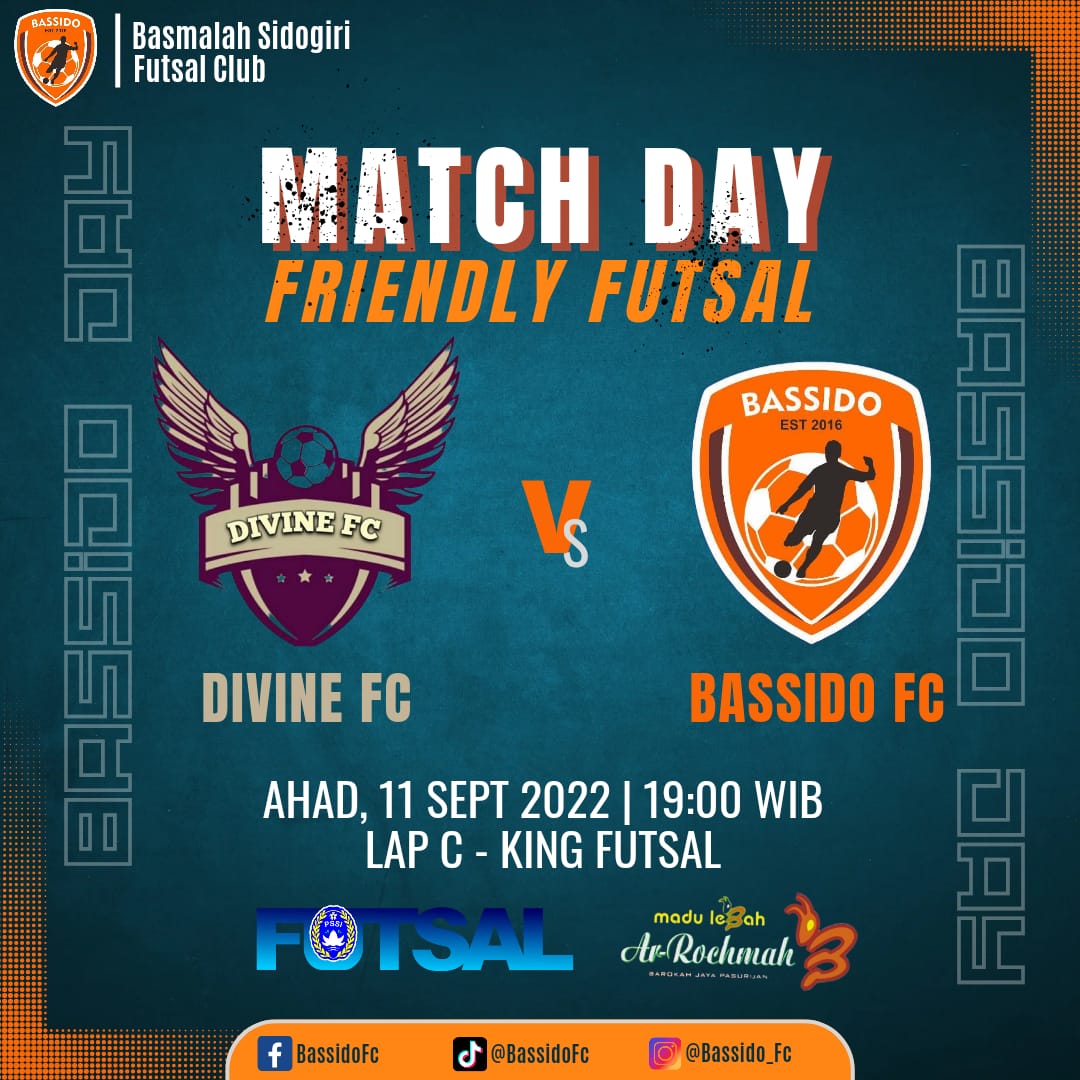 BASSIDO
EST 2016
Basmalah Sidogiri
Futsal Club
MATCH DAY
FRIENDLY FUTSAL
BASSiDO DAY
BASSiDO DAY
DIVINE FC
VS
BASSIDO
EST 2016
DIVINE FC
BASSIDO FC
AHAD, 11 SEPT 2022 | 19:00 WIB
LAP C - KING FUTSAL
FUTSAL
PSSI
madu leBah
Ar-Rochmah
BAROKAH JAYA PASURUAN
BassidoFc
@BassidoFc
@Bassido_Fc